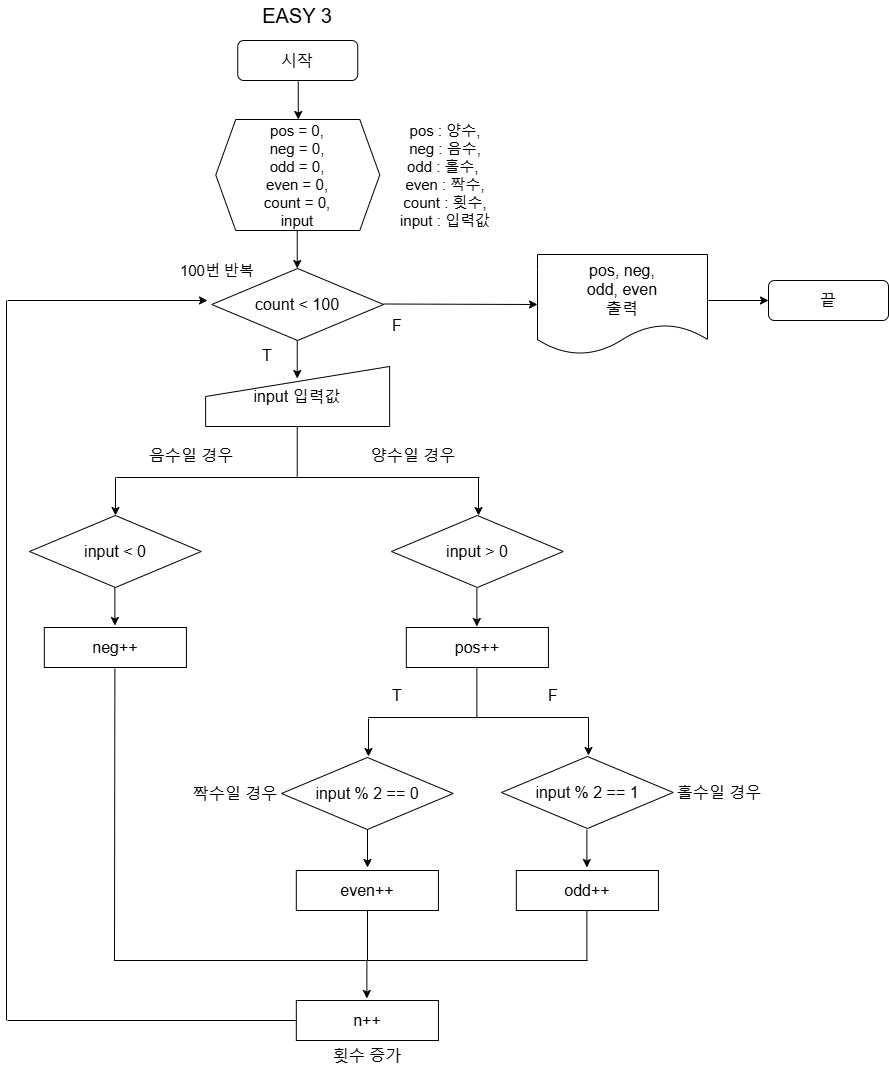 EASY 3
시작
pos = 0,
neg = 0,
odd = 0,
even = 0,
count = 0,
input
pos : 양수,
neg : 음수,
odd : 홀수,
even : 짝수,
count : 횟수,
input : 입력값
100번 반복
count < 100
F
T
pos, neg,
odd, even
출력
끝
input 입력값
음수일 경우
양수일 경우
input < 0
input > 0
neg++
pos++
T
F
짝수일 경우
input % 2 == 0
input % 2 == 1
홀수일 경우
even++
odd++
n++
횟수 증가